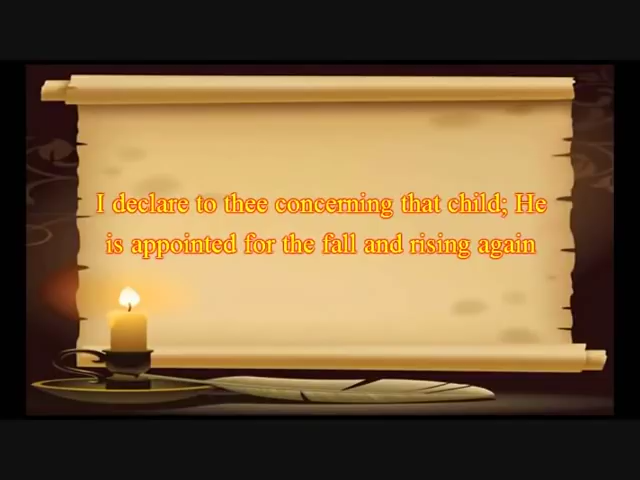 I declare to thee concerning that child; He
is appointed for the fall and rising again